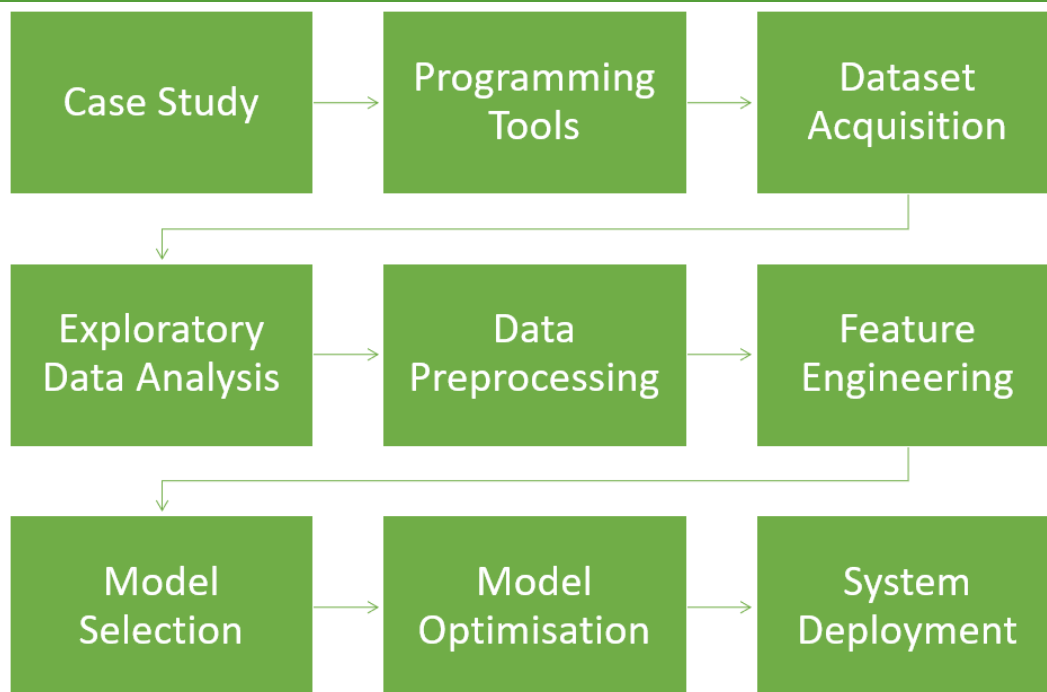 Case Study
Programming
Tools
Dataset
Acquisition
Exploratory
Data Analysis
Data
Preprocessing
Feature
Engineering
Model
Selection
Model
Optimisation
System
Deployment